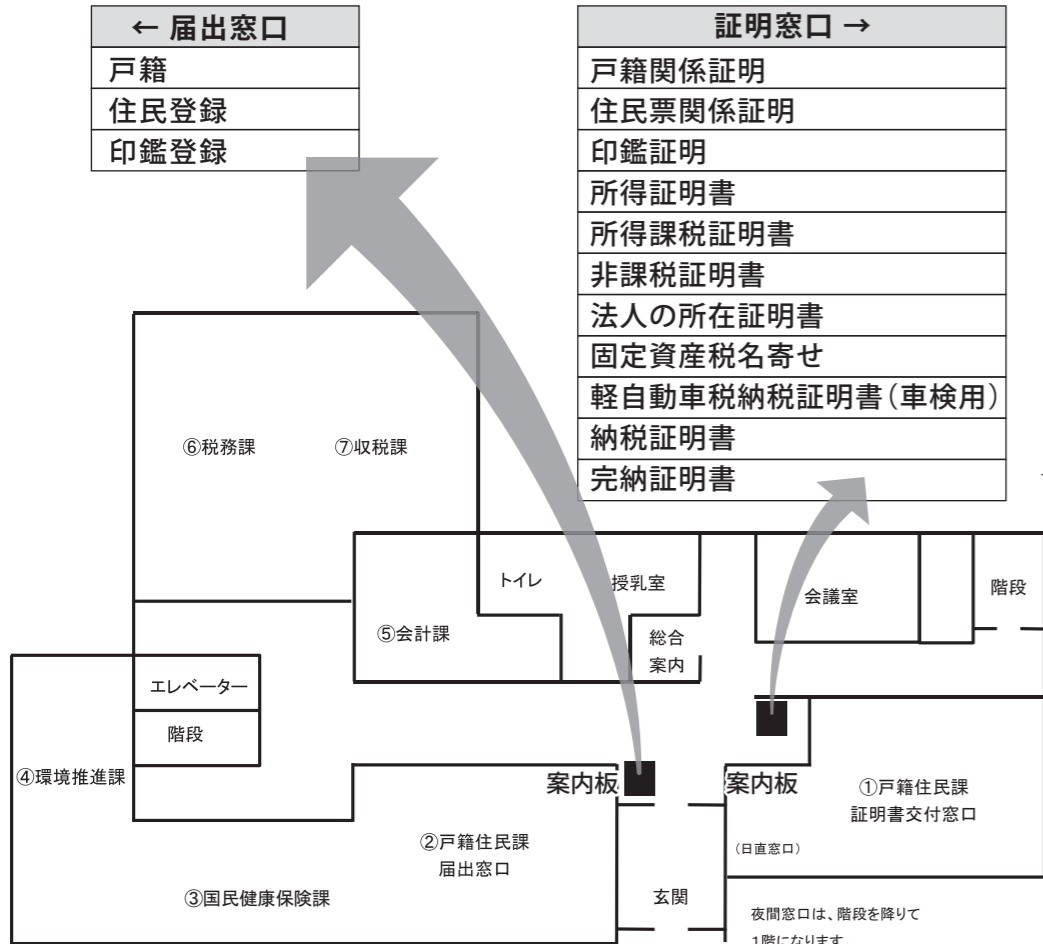 ← 届出窓口
戸籍
住民登録
印鑑登録
証明窓口 →
戸籍関係証明
住民票関係証明
印鑑証明
所得証明書
所得課税証明書
非課税証明書
法人の所在証明書
固定資産税名寄せ
軽自動車税納税証明書(車検用)
納税証明書
完納証明書
⑥税務課
⑦収税課
トイレ
授乳室
会議室
階段
⑤会計課
総合
案内
エレベーター
階段
④環境推進課
案内板
案内板
①戸籍住民課
証明書交付窓口
②戸籍住民課
届出窓口
(日直窓口)
③国民健康保険課
玄関
夜間窓口は、階段を降りて
1階になります。